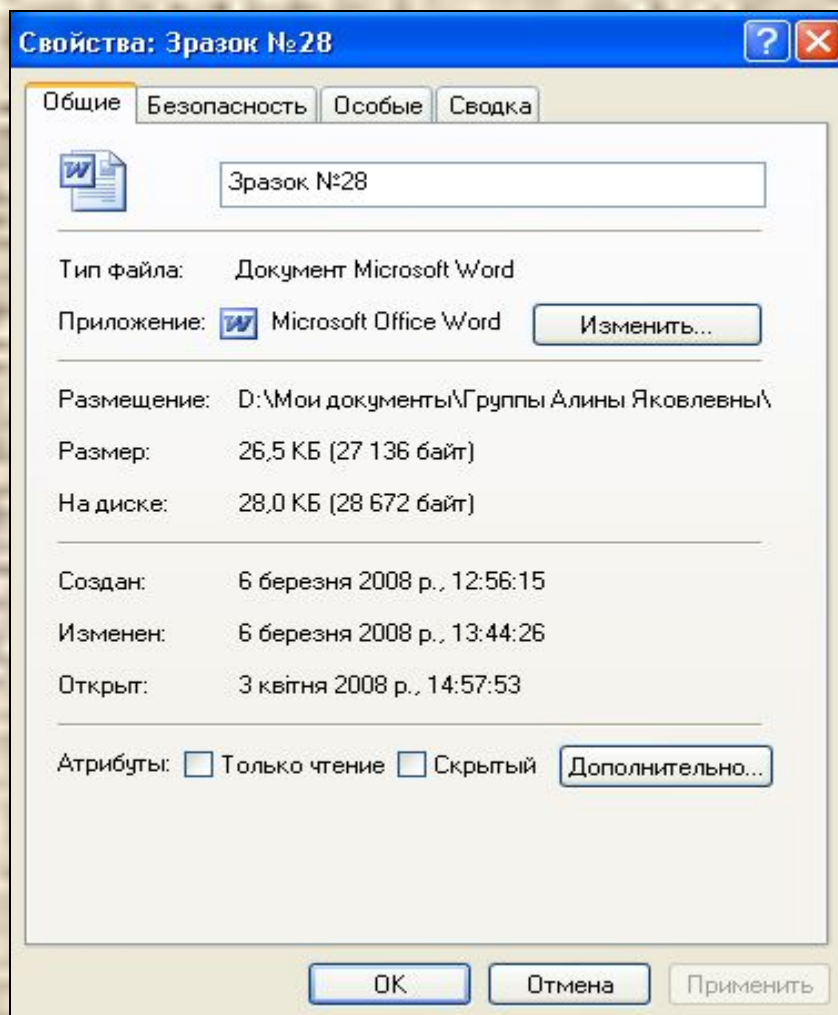 Свойства: Зразок №28
Общие Безопасность Особые Сводка
Зразок №28
Тип файла: Документ Microsoft Word
Приложение: Microsoft Office Word Изменить...
Размещение: D:\Мои документы\Группы Алины Яковлевны\
Размер: 26,5 КБ (27 136 байт)
На диске: 28,0 КБ (28 672 байт)
Создан: 6 березня 2008 р., 12:56:15
Изменен: 6 березня 2008 р., 13:44:26
Открыт: 3 квітня 2008 р., 14:57:53
Атрибуты: Только чтение Скрытый Дополнительно...
ОК Отмена Применить